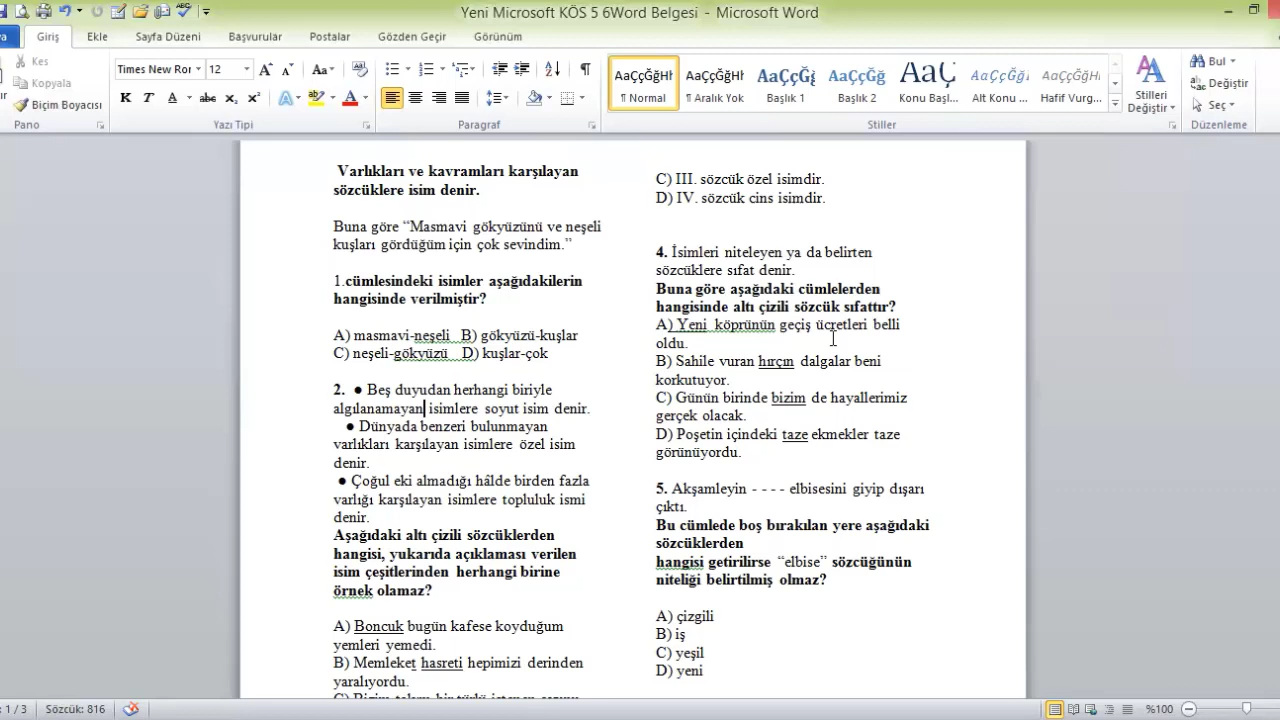 Yeni Microsoft KÖS 5 6Word Belgesi - Microsoft Word
Giriş Ekle Sayfa Düzeni Başvurular Postalar Gözden Geçir Görünüm
Kes
Kopyala
Biçim Boyacısı
Pano
Times New Ror 12
Yazı Tipi
Paragraf
AaÇçĞğHł AaÇçĞğHł AaÇçĞġ AaÇçĞğ AaÇ AaÇçĞğI AaÇçĞğHł
¶ Normal ¶ Aralık Yok Başlık 1 Başlık 2 Konu Başl... Alt Konu ... Hafif Vurg...
Stiller
Stilleri
Değiştir
Bul
Değiştir
Seç
Düzenleme
Varlıkları ve kavramları karşılayan
sözcüklere isim denir.
Buna göre “Masmavi gökyüzünü ve neşeli
kuşları gördüğüm için çok sevindim.”
1.cümlesindeki isimler aşağıdakilerin
hangisinde verilmiştir?
A) masmavi-neşeli B) gökyüzü-kuşlar
C) neşeli-gökyüzü D) kuşlar-çok
2. ● Beş duyudan herhangi biriyle
algılanamayan isimlere soyut isim denir.
● Dünyada benzeri bulunmayan
varlıkları karşılayan isimlere özel isim
denir.
● Çoğul eki almadığı hâlde birden fazla
varlığı karşılayan isimlere topluluk ismi
denir.
Aşağıdaki altı çizili sözcüklerden
hangisi, yukarıda açıklaması verilen
isim çeşitlerinden herhangi birine
örnek olamaz?
A) Boncuk bugün kafese koyduğum
yemleri yemedi.
B) Memleket hasreti hepimizi derinden
yaralıyordu.
C) III. sözcük özel isimdir.
D) IV. sözcük cins isimdir.
4. İsimleri niteleyen ya da belirten
sözcüklere sıfat denir.
Buna göre aşağıdaki cümlelerden
hangisinde altı çizili sözcük sıfattır?
A) Yeni köprünün geçiş ücretleri belli
oldu.
B) Sahile vuran hırçın dalgalar beni
korkutuyor.
C) Günün birinde bizim de hayallerimiz
gerçek olacak.
D) Poşetin içindeki taze ekmekler taze
görünüyordu.
5. Akşamleyin - - - - elbisesini giyip dışarı
çıktı.
Bu cümlede boş bırakılan yere aşağıdaki
sözcüklerden
hangisi getirilirse “elbise” sözcüğünün
niteliği belirtilmiş olmaz?
A) çizgili
B) iş
C) yeşil
D) yeni
: 1 / 3 Sözcük: 816 %100